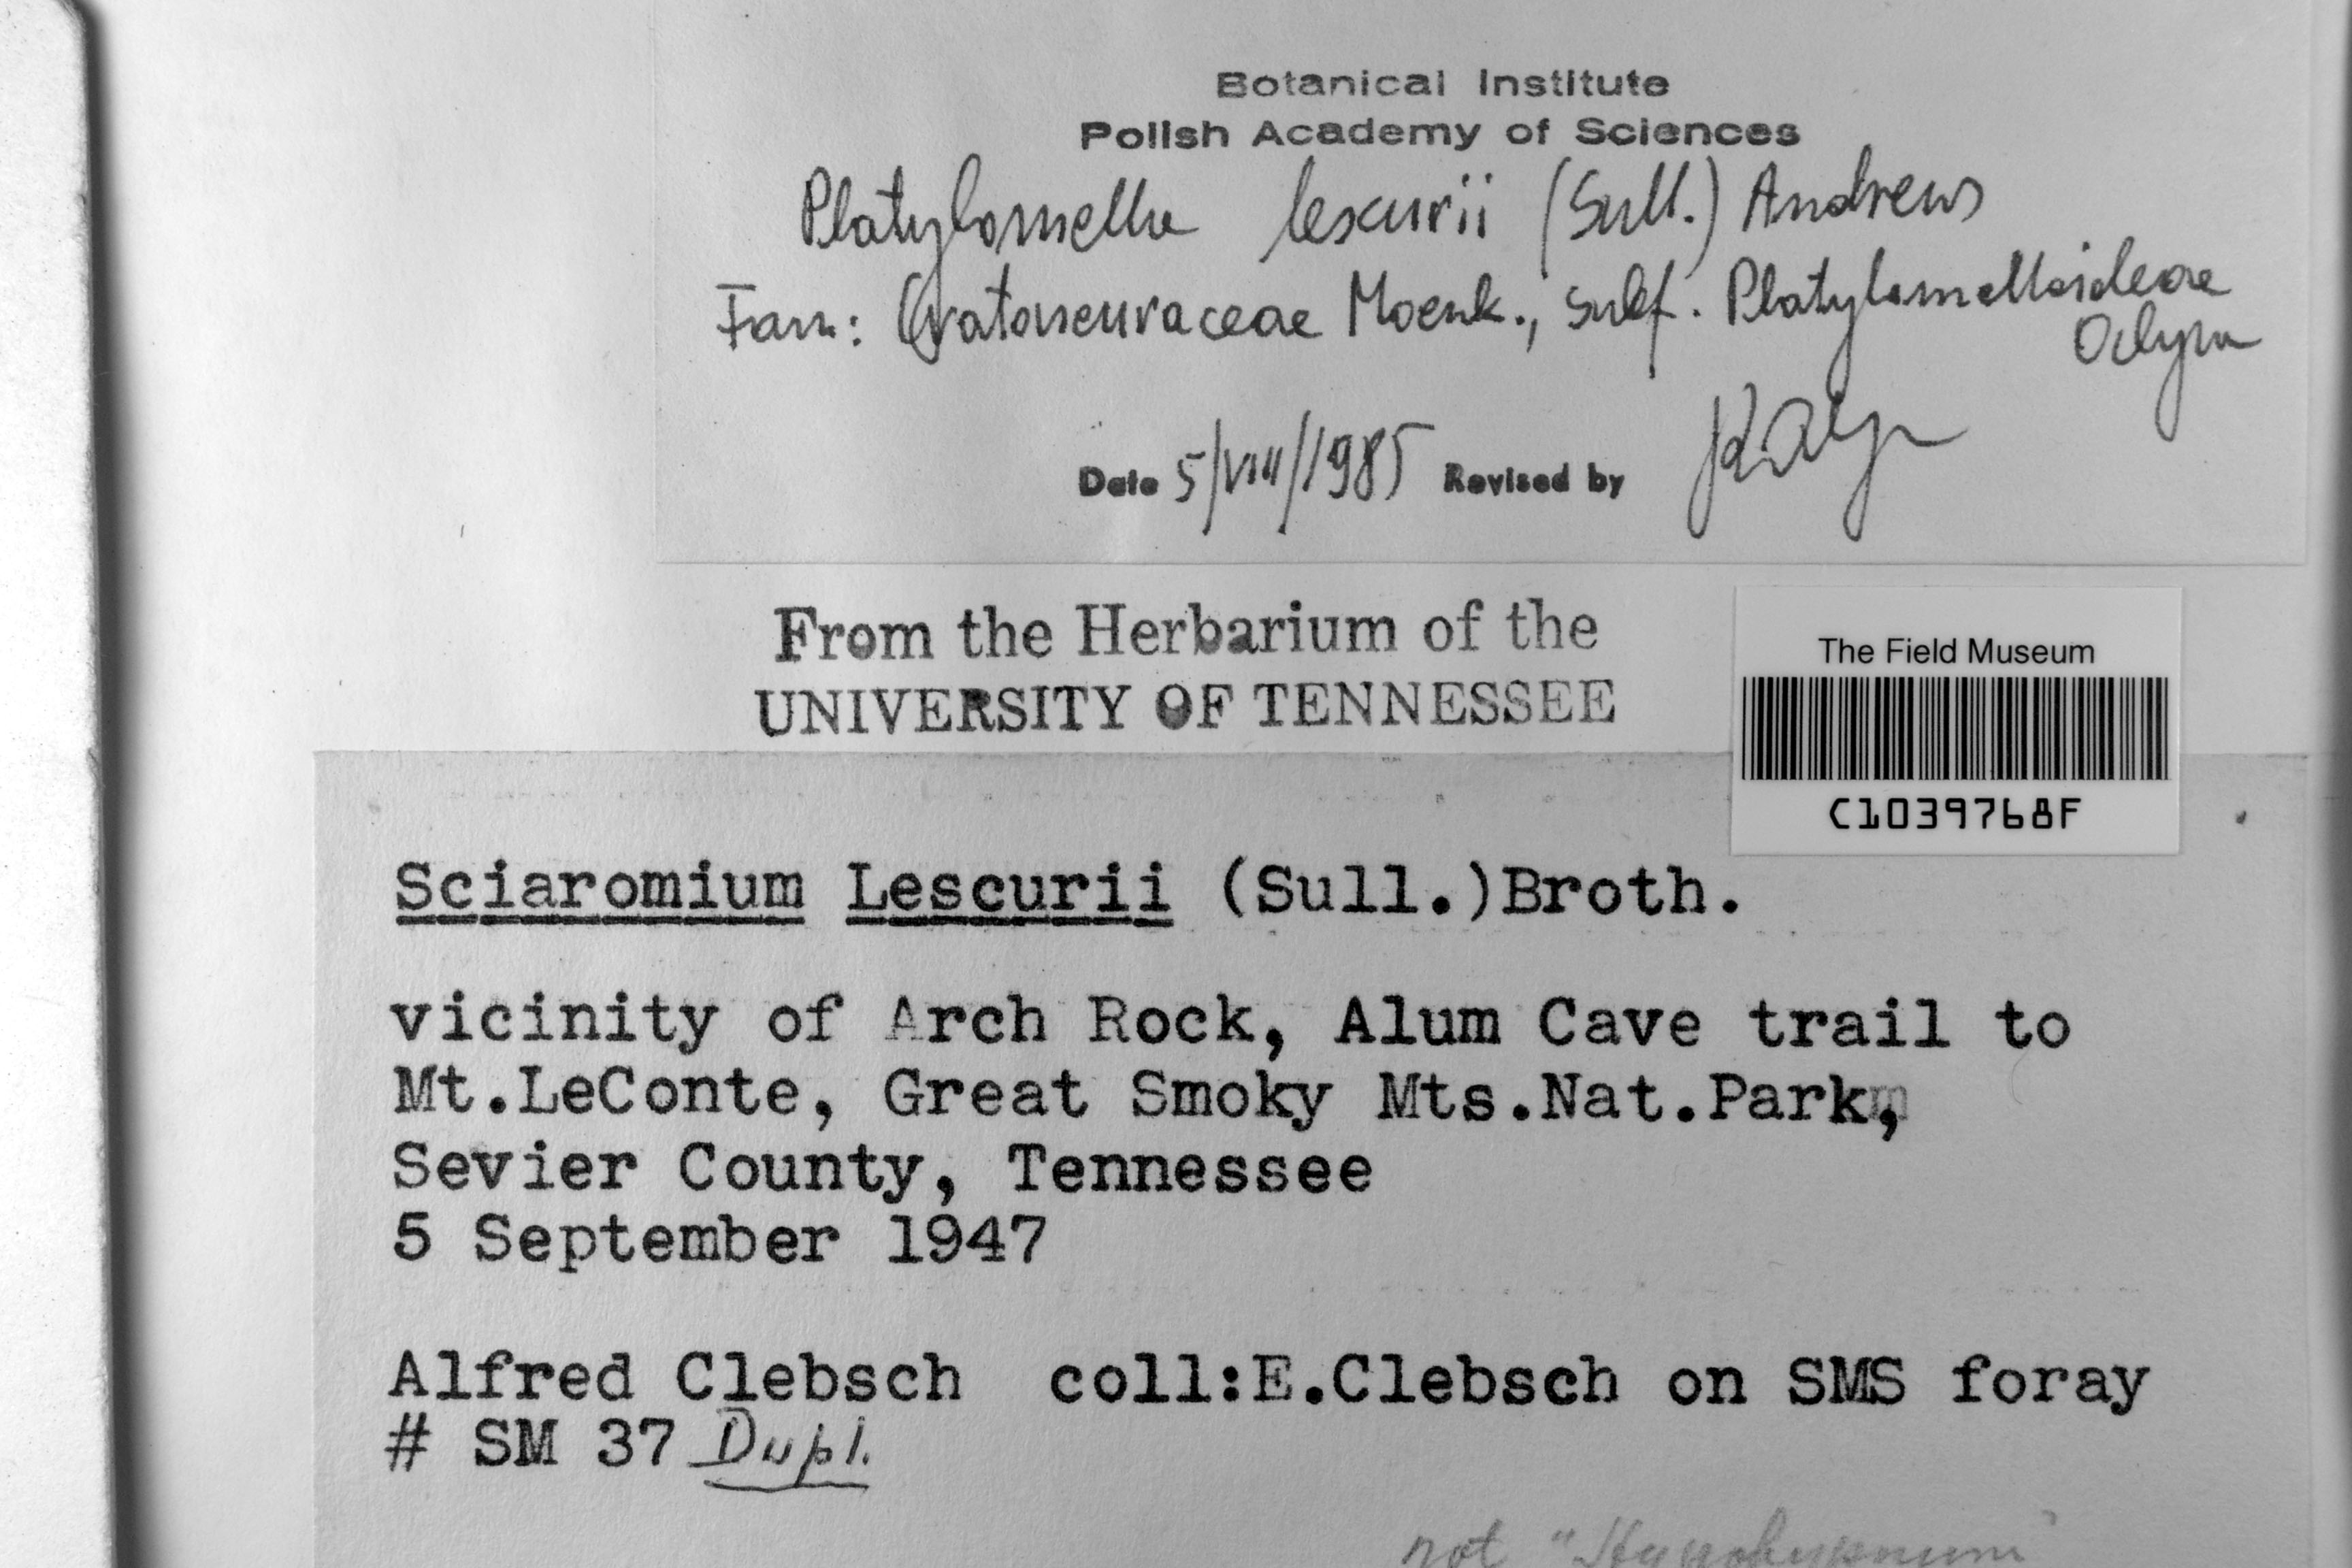 Botanical Institute
Polish Academy of Sciences
Platylomella lescurii (Sull.) Andrews
Fam: Cratoneuraceae Moenk., subf. Platylomelloideae
Ochyra
Date 5/VIII/1985 Revised by
From the Herbarium of the
UNIVERSITY OF TENNESSEE
The Field Museum
C1039768F
Sciaromium Lescurii (Sull.)Broth.
vicinity of Arch Rock, Alum Cave trail to
Mt.LeConte, Great Smoky Mts.Nat.Park,
Sevier County, Tennessee
5 September 1947
Alfred Clebsch coll:E.Clebsch on SMS foray
# SM 37 Dupl.
not